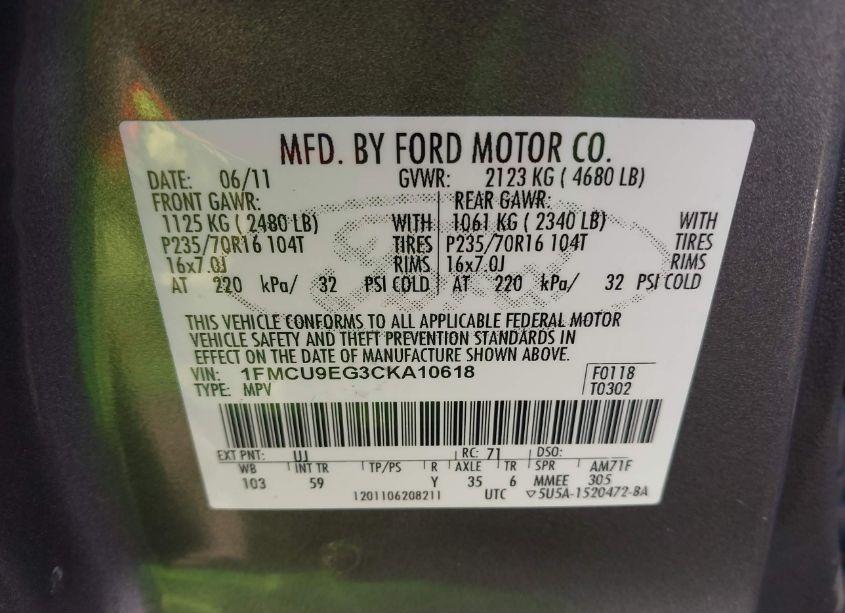 MFD. BY FORD MOTOR CO.
DATE: 06/11 GVWR: 2123 KG ( 4680 LB)
FRONT GAWR: REAR GAWR:
1125 KG ( 2480 LB) WITH 1061 KG ( 2340 LB) WITH
P235/70R16 104T TIRES P235/70R16 104T TIRES
16x7.0J RIMS 16x7.0J RIMS
AT 220 kPa/ 32 PSI COLD AT 220 kPa/ 32 PSI COLD
THIS VEHICLE CONFORMS TO ALL APPLICABLE FEDERAL MOTOR
VEHICLE SAFETY AND THEFT PREVENTION STANDARDS IN
EFFECT ON THE DATE OF MANUFACTURE SHOWN ABOVE.
VIN: 1FMCU9EG3CKA10618 F0118
TYPE: MPV T0302
EXT PNT: UJ RC: 71 DSO:
WB INT TR TP/PS R AXLE TR SPR AM71F
103 59 Y 35 6 MMEE 305
1201106208211 UTC ▽5U5A-1520472-BA